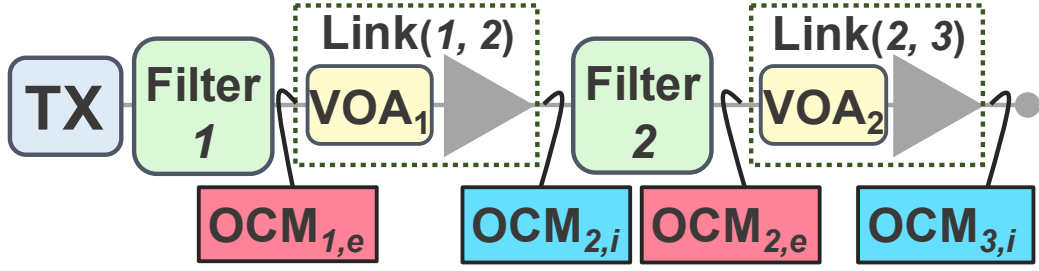 TX
Filter
1
Link(1, 2)
VOA1
OCM1,e
OCM2,i
Filter
2
Link(2, 3)
VOA2
OCM2,e
OCM3,i